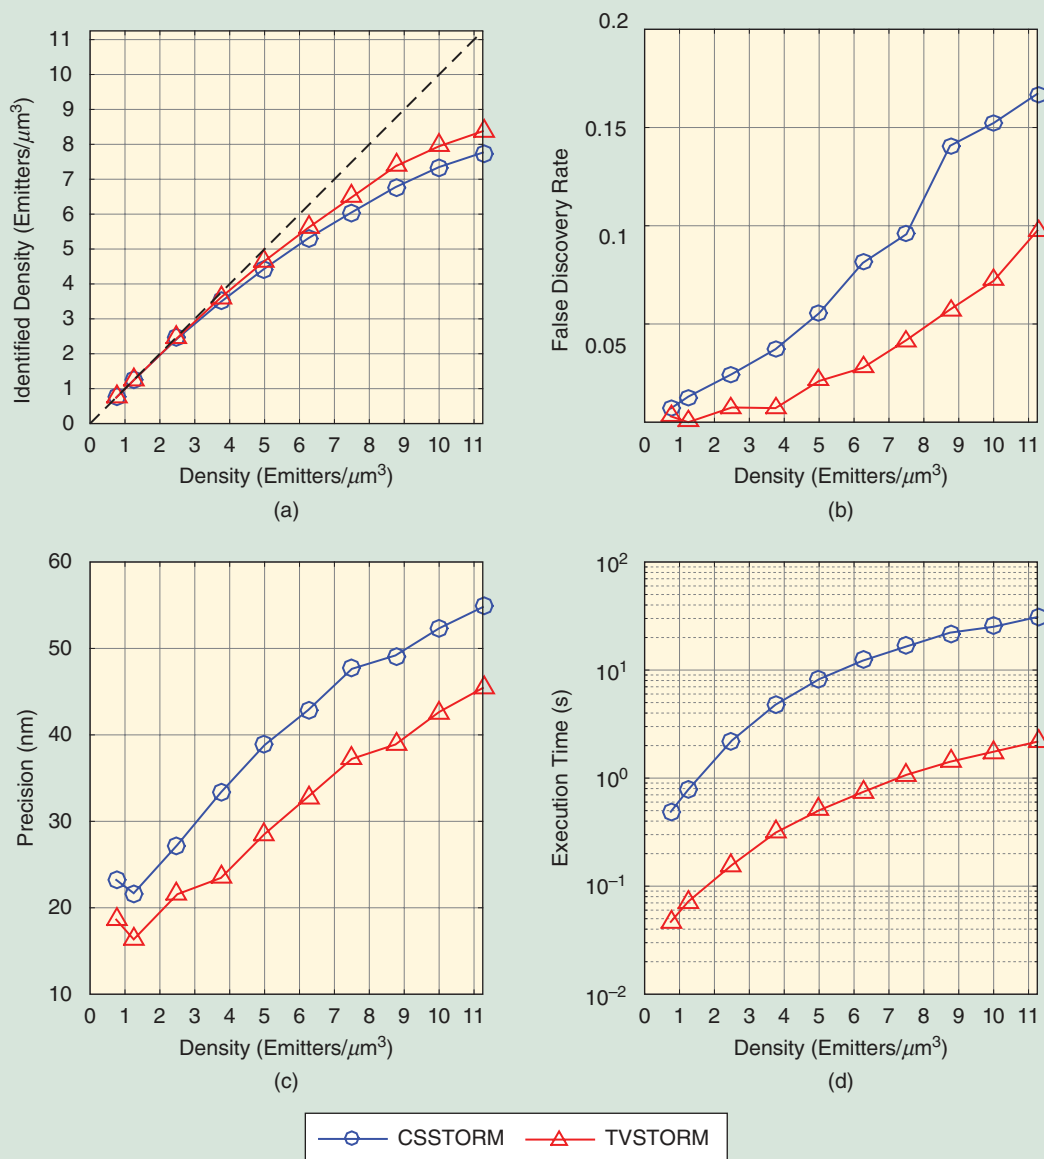 11
10
9
8
7
6
5
4
3
2
1
0
Identified Density (Emitters/μm³)
0 1 2 3 4 5 6 7 8 9 10 11
Density (Emitters/μm³)
(a)
0.2
0.15
0.1
0.05
False Discovery Rate
0 1 2 3 4 5 6 7 8 9 10 11
Density (Emitters/μm³)
(b)
60
50
40
30
20
10
Precision (nm)
0 1 2 3 4 5 6 7 8 9 10 11
Density (Emitters/μm³)
(c)
10²
10¹
10⁰
10⁻¹
10⁻²
Execution Time (s)
0 1 2 3 4 5 6 7 8 9 10 11
Density (Emitters/μm³)
(d)
CSSTORM TVSTORM